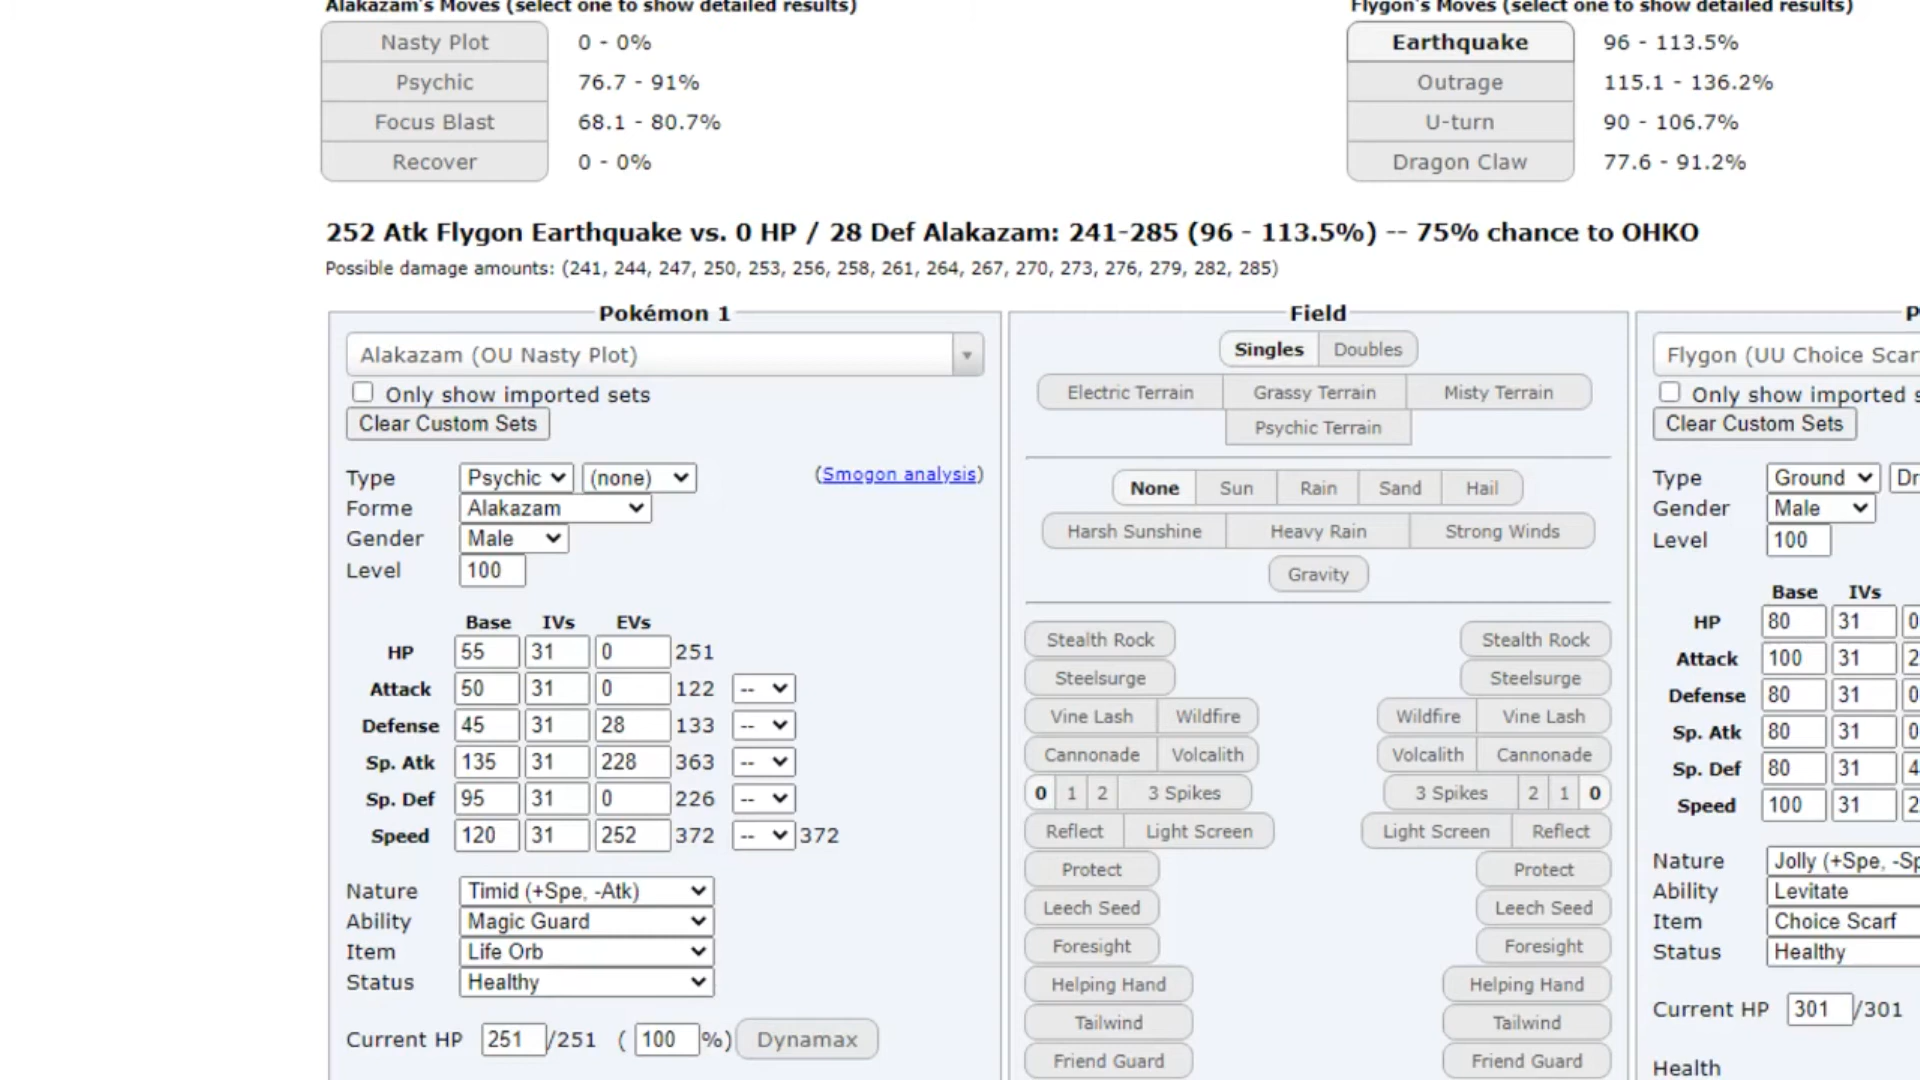 Alakazam's Moves (select one to show detailed results)
Nasty Plot 0 - 0%
Psychic 76.7 - 91%
Focus Blast 68.1 - 80.7%
Recover 0 - 0%
Flygon's Moves (select one to show detailed results)
Earthquake 96 - 113.5%
Outrage 115.1 - 136.2%
U-turn 90 - 106.7%
Dragon Claw 77.6 - 91.2%
252 Atk Flygon Earthquake vs. 0 HP / 28 Def Alakazam: 241-285 (96 - 113.5%) -- 75% chance to OHKO
Possible damage amounts: (241, 244, 247, 250, 253, 256, 258, 261, 264, 267, 270, 273, 276, 279, 282, 285)
Pokémon 1
Alakazam (OU Nasty Plot)
Only show imported sets
Clear Custom Sets
Type Psychic (none) (Smogon analysis)
Forme Alakazam
Gender Male
Level 100
Base IVs EVs
HP 55 31 0 251
Attack 50 31 0 122 --
Defense 45 31 28 133 --
Sp. Atk 135 31 228 363 --
Sp. Def 95 31 0 226 --
Speed 120 31 252 372 -- 372
Nature Timid (+Spe, -Atk)
Ability Magic Guard
Item Life Orb
Status Healthy
Current HP 251 /251 ( 100 %) Dynamax
Field
Singles Doubles
Electric Terrain Grassy Terrain Misty Terrain
Psychic Terrain
None Sun Rain Sand Hail
Harsh Sunshine Heavy Rain Strong Winds
Gravity
Stealth Rock Stealth Rock
Steelsurge Steelsurge
Vine Lash Wildfire Wildfire Vine Lash
Cannonade Volcalith Volcalith Cannonade
0 1 2 3 Spikes 3 Spikes 2 1 0
Reflect Light Screen Light Screen Reflect
Protect Protect
Leech Seed Leech Seed
Foresight Foresight
Helping Hand Helping Hand
Tailwind Tailwind
Friend Guard Friend Guard
P
Flygon (UU Choice Scar
Only show imported s
Clear Custom Sets
Type Ground Dr
Gender Male
Level 100
Base IVs
HP 80 31 0
Attack 100 31 2
Defense 80 31 0
Sp. Atk 80 31 0
Sp. Def 80 31 4
Speed 100 31 2
Nature Jolly (+Spe, -Sp
Ability Levitate
Item Choice Scarf
Status Healthy
Current HP 301 /301
Health